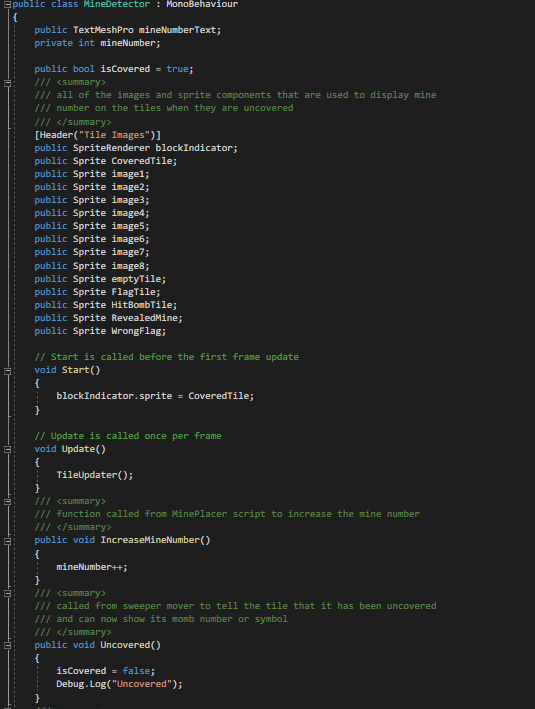 public class MineDetector : MonoBehaviour
{
public TextMeshPro mineNumberText;
private int mineNumber;
public bool isCovered = true;
/// <summary>
/// all of the images and sprite components that are used to display mine
/// number on the tiles when they are uncovered
/// </summary>
[Header("Tile Images")]
public SpriteRenderer blockIndicator;
public Sprite CoveredTile;
public Sprite image1;
public Sprite image2;
public Sprite image3;
public Sprite image4;
public Sprite image5;
public Sprite image6;
public Sprite image7;
public Sprite image8;
public Sprite emptyTile;
public Sprite FlagTile;
public Sprite HitBombTile;
public Sprite RevealedMine;
public Sprite WrongFlag;
// Start is called before the first frame update
void Start()
{
blockIndicator.sprite = CoveredTile;
}
// Update is called once per frame
void Update()
{
TileUpdater();
}
/// <summary>
/// function called from MinePlacer script to increase the mine number
/// </summary>
public void IncreaseMineNumber()
{
mineNumber++;
}
/// <summary>
/// called from sweeper mover to tell the tile that it has been uncovered
/// and can now show its momb number or symbol
/// </summary>
public void Uncovered()
{
isCovered = false;
Debug.Log("Uncovered");
}